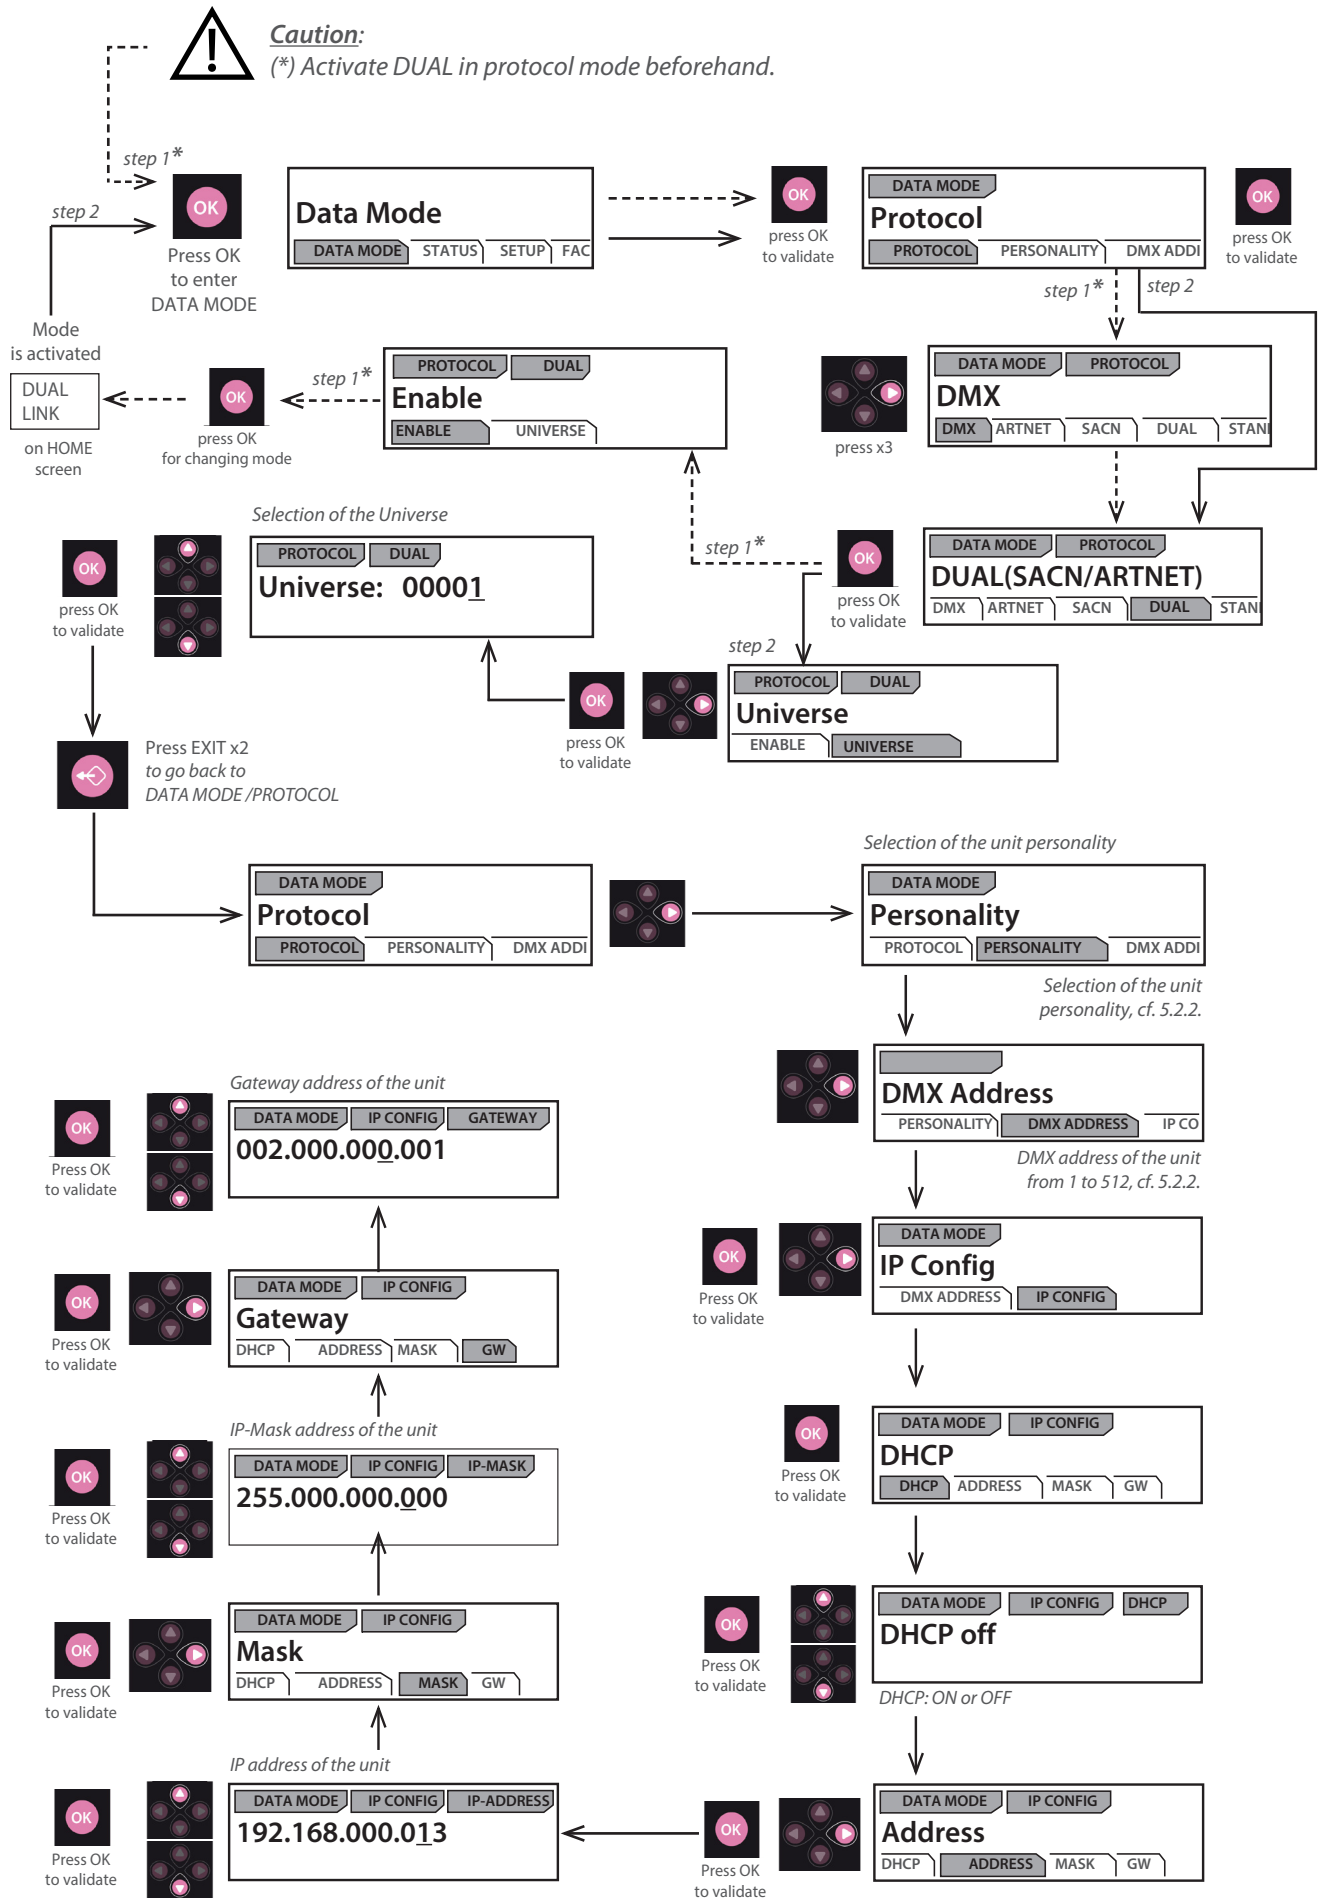 Caution:
(*) Activate DUAL in protocol mode beforehand.
step 1*
step 2
OK
Press OK
to enter
DATA MODE
Data Mode
DATA MODE STATUS SETUP FAC
OK
press OK
to validate
DATA MODE
Protocol
PROTOCOL PERSONALITY DMX ADDI
OK
press OK
to validate
step 1*
step 2
Mode
is activated
DUAL
LINK
on HOME
screen
OK
press OK
for changing mode
step 1*
PROTOCOL DUAL
Enable
ENABLE UNIVERSE
press x3
DATA MODE PROTOCOL
DMX
DMX ARTNET SACN DUAL STANI
Selection of the Universe
OK
press OK
to validate
PROTOCOL DUAL
Universe: 00001
step 1*
OK
press OK
to validate
DATA MODE PROTOCOL
DUAL(SACN/ARTNET)
DMX ARTNET SACN DUAL STANI
step 2
OK
press OK
to validate
PROTOCOL DUAL
Universe
ENABLE UNIVERSE
Press EXIT x2
to go back to
DATA MODE /PROTOCOL
DATA MODE
Protocol
PROTOCOL PERSONALITY DMX ADDI
Selection of the unit personality
DATA MODE
Personality
PROTOCOL PERSONALITY DMX ADDI
Selection of the unit
personality, cf. 5.2.2.
DMX Address
PERSONALITY DMX ADDRESS IP CO
DMX address of the unit
from 1 to 512, cf. 5.2.2.
OK
Press OK
to validate
DATA MODE
IP Config
DMX ADDRESS IP CONFIG
OK
Press OK
to validate
DATA MODE IP CONFIG
DHCP
DHCP ADDRESS MASK GW
OK
Press OK
to validate
DATA MODE IP CONFIG DHCP
DHCP off
DHCP: ON or OFF
OK
Press OK
to validate
DATA MODE IP CONFIG
Address
DHCP ADDRESS MASK GW
IP address of the unit
OK
Press OK
to validate
DATA MODE IP CONFIG IP-ADDRESS
192.168.000.013
OK
Press OK
to validate
DATA MODE IP CONFIG
Mask
DHCP ADDRESS MASK GW
IP-Mask address of the unit
OK
Press OK
to validate
DATA MODE IP CONFIG IP-MASK
255.000.000.000
OK
Press OK
to validate
DATA MODE IP CONFIG
Gateway
DHCP ADDRESS MASK GW
Gateway address of the unit
OK
Press OK
to validate
DATA MODE IP CONFIG GATEWAY
002.000.000.001